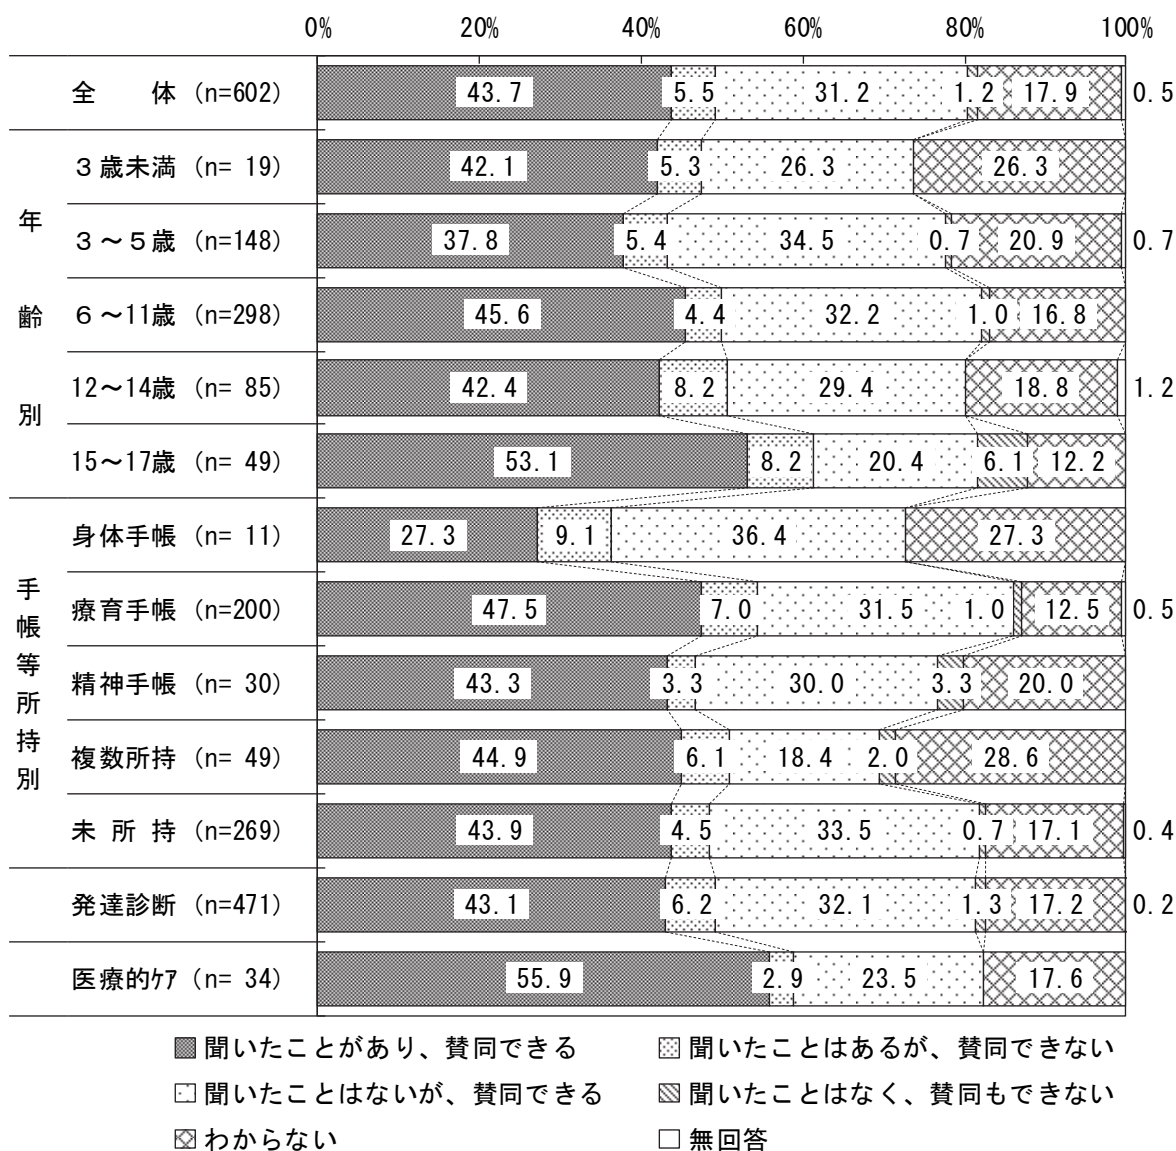 0% 20% 40% 60% 80% 100%
全 体 (n=602) 43.7 5.5 31.2 1.2 17.9 0.5
年齢別
3歳未満 (n= 19) 42.1 5.3 26.3 26.3
3～5歳 (n=148) 37.8 5.4 34.5 0.7 20.9 0.7
6～11歳 (n=298) 45.6 4.4 32.2 1.0 16.8
12～14歳 (n= 85) 42.4 8.2 29.4 18.8 1.2
15～17歳 (n= 49) 53.1 8.2 20.4 6.1 12.2
手帳等所持別
身体手帳 (n= 11) 27.3 9.1 36.4 27.3
療育手帳 (n=200) 47.5 7.0 31.5 1.0 12.5 0.5
精神手帳 (n= 30) 43.3 3.3 30.0 3.3 20.0
複数所持 (n= 49) 44.9 6.1 18.4 2.0 28.6
未 所 持 (n=269) 43.9 4.5 33.5 0.7 17.1 0.4
発達診断 (n=471) 43.1 6.2 32.1 1.3 17.2 0.2
医療的ｹｱ (n= 34) 55.9 2.9 23.5 17.6
聞いたことがあり、賛同できる 聞いたことはあるが、賛同できない
聞いたことはないが、賛同できる 聞いたことはなく、賛同もできない
わからない 無回答